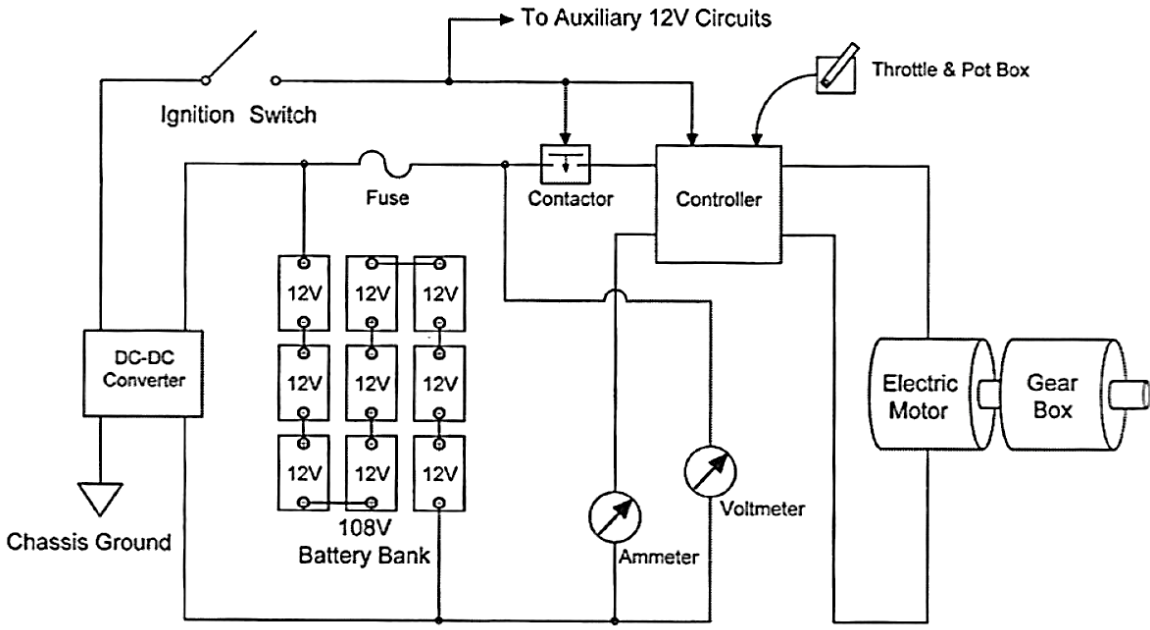 To Auxiliary 12V Circuits
Throttle & Pot Box
Ignition Switch
Fuse
Contactor
Controller
12V
12V
12V
DC-DC
Converter
12V
12V
12V
Electric
Motor
Gear
Box
12V
12V
12V
Voltmeter
108V
Battery Bank
Chassis Ground
Ammeter